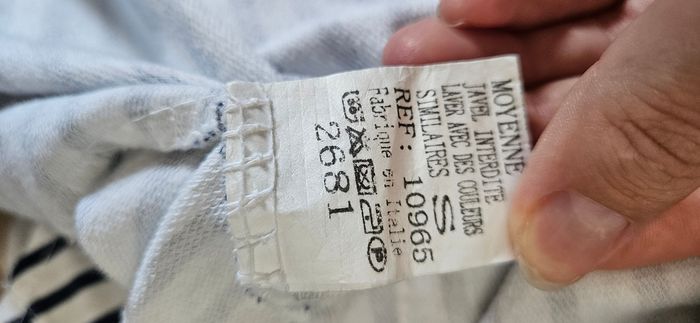 MOYENNE
JAVEL INTERDITE
LAVER AVEC DES COULEURS
SIMILAIRES S
REF: 10965
Fabriqué en Italie
2681